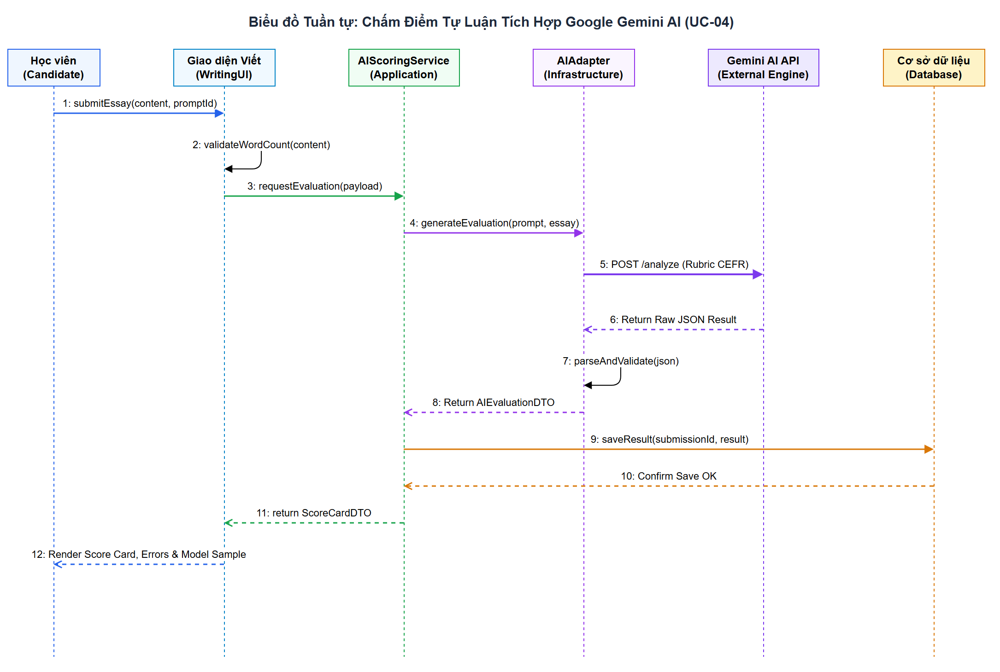 Biểu đồ Tuần tự: Chấm Điểm Tự Luận Tích Hợp Google Gemini AI (UC-04)
Học viên
(Candidate)
Giao diện Viết
(WritingUI)
AIScoringService
(Application)
AIAdapter
(Infrastructure)
Gemini AI API
(External Engine)
Cơ sở dữ liệu
(Database)
1: submitEssay(content, promptId)
2: validateWordCount(content)
3: requestEvaluation(payload)
4: generateEvaluation(prompt, essay)
5: POST /analyze (Rubric CEFR)
6: Return Raw JSON Result
7: parseAndValidate(json)
8: Return AIEvaluationDTO
9: saveResult(submissionId, result)
10: Confirm Save OK
11: return ScoreCardDTO
12: Render Score Card, Errors & Model Sample